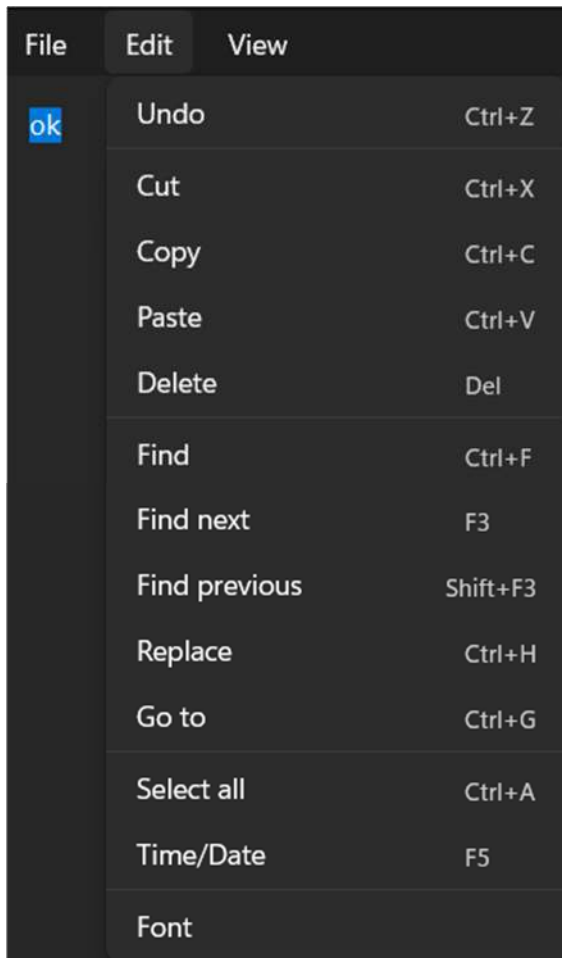 File Edit View
ok
Undo Ctrl+Z
Cut Ctrl+X
Copy Ctrl+C
Paste Ctrl+V
Delete Del
Find Ctrl+F
Find next F3
Find previous Shift+F3
Replace Ctrl+H
Go to Ctrl+G
Select all Ctrl+A
Time/Date F5
Font